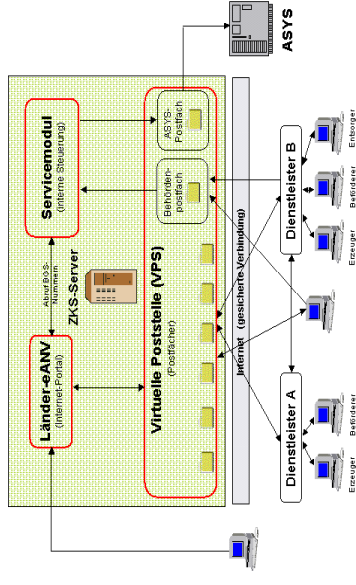 Länder-eANV
(Internet-Portal)
Abruf BGS-
Nummern
Servicemodul
(interne Steuerung)
ZKS-Server
Virtuelle Poststelle (VPS)
(Postfächer)
Behörden-
postfach
ASYS-
Postfach
ASYS
Internet (gesicherte Verbindung)
Dienstleister A
Dienstleister B
Erzeuger
Beförderer
Erzeuger
Beförderer
Entsorger